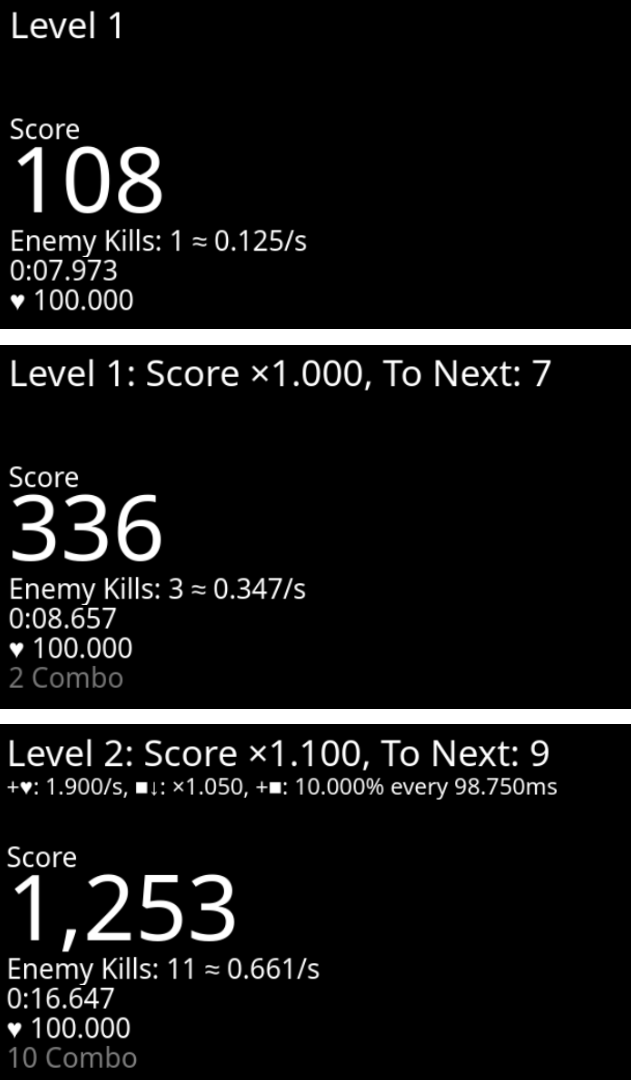 Level 1
Score
108
Enemy Kills: 1 ≈ 0.125/s
0:07.973
♥ 100.000
Level 1: Score ×1.000, To Next: 7
Score
336
Enemy Kills: 3 ≈ 0.347/s
0:08.657
♥ 100.000
2 Combo
Level 2: Score ×1.100, To Next: 9
+♥: 1.900/s, ■↓: ×1.050, +■: 10.000% every 98.750ms
Score
1,253
Enemy Kills: 11 ≈ 0.661/s
0:16.647
♥ 100.000
10 Combo